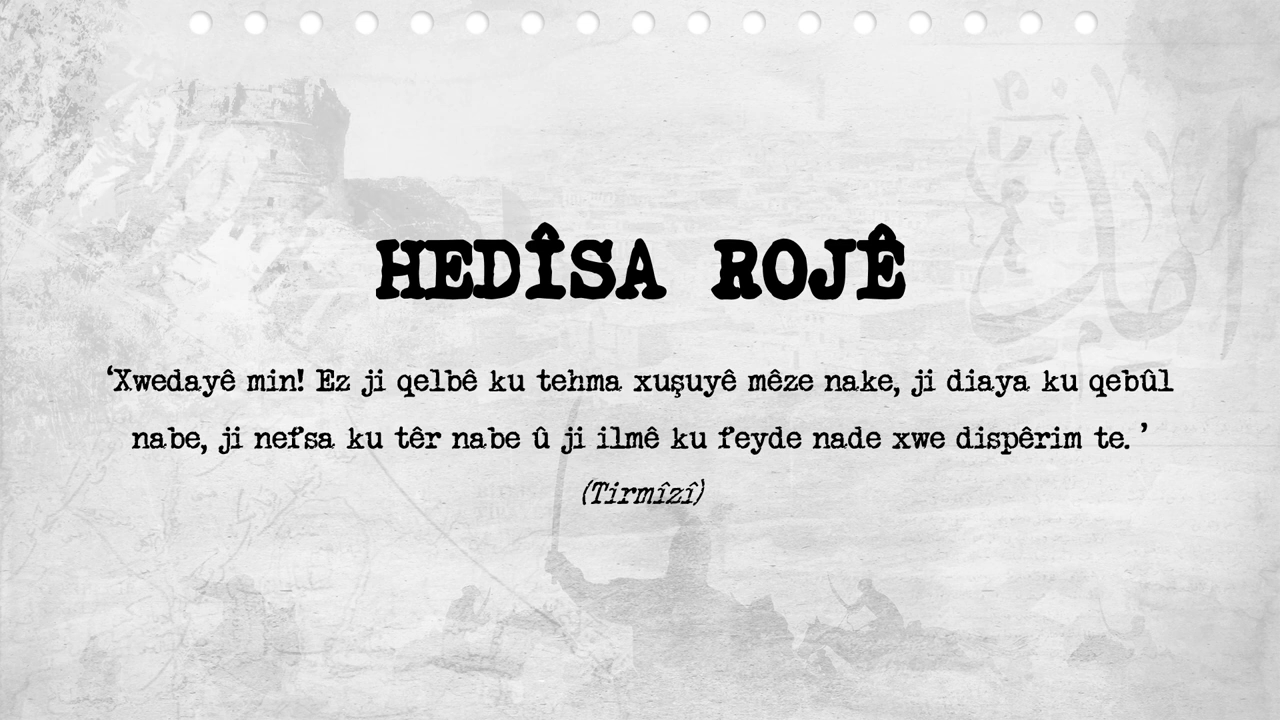 HEDÎSA ROJÊ
‘Xwedayê min! Ez ji qelbê ku tehma xuşuyê mêze nake, ji diaya ku qebûl
nabe, ji nefsa ku têr nabe û ji ilmê ku feyde nade xwe dispêrim te. ’
(Tirmîzî)